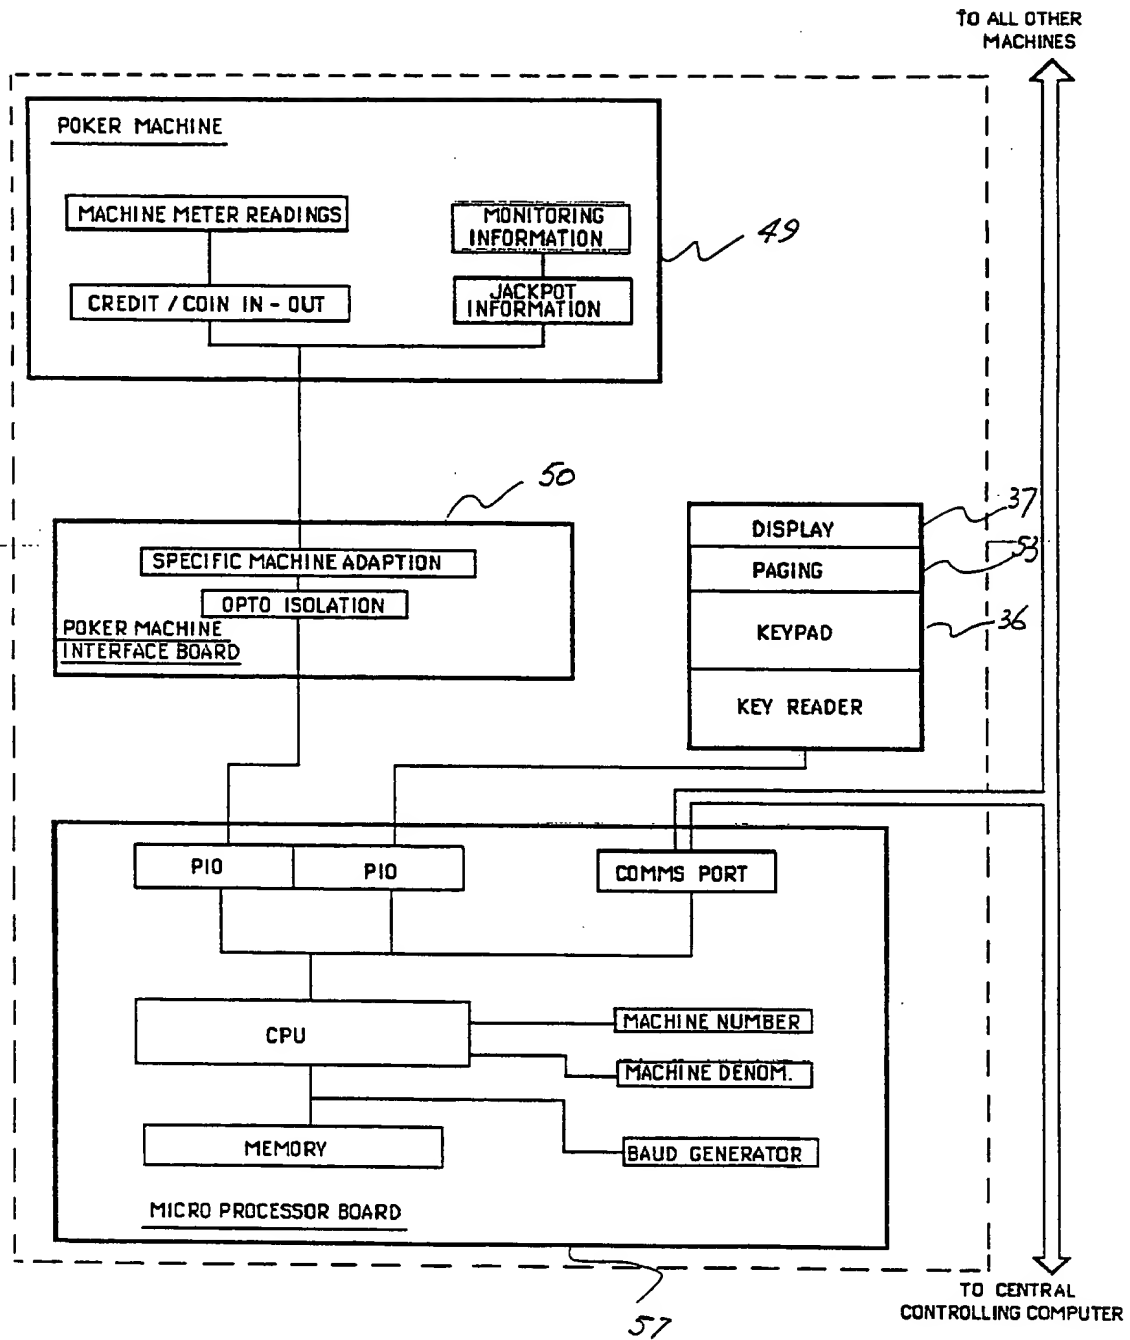 TO ALL OTHER
MACHINES
POKER MACHINE
MACHINE METER READINGS
MONITORING
INFORMATION
49
CREDIT / COIN IN - OUT
JACKPOT
INFORMATION
50
37
DISPLAY
53
SPECIFIC MACHINE ADAPTION
PAGING
OPTO ISOLATION
36
POKER MACHINE
INTERFACE BOARD
KEYPAD
KEY READER
PIO
PIO
COMMS PORT
CPU
MACHINE NUMBER
MACHINE DENOM.
MEMORY
BAUD GENERATOR
MICRO PROCESSOR BOARD
TO CENTRAL
CONTROLLING COMPUTER
57